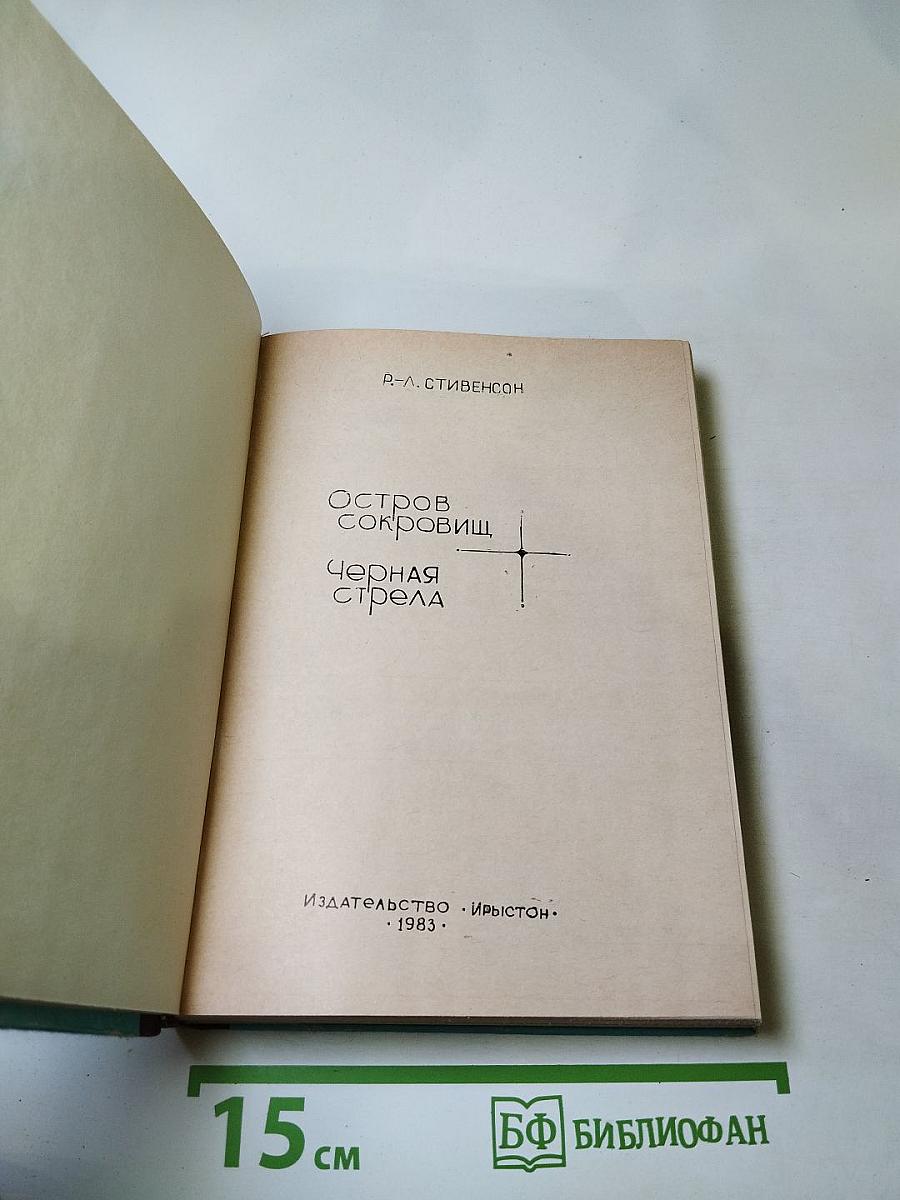 Р.-Л. СТИВЕНСОН
Остров
сокровищ
Черная
стрела
Издательство · Ирыстон ·
· 1983 ·
15 см
БФ БИБЛИОФАН